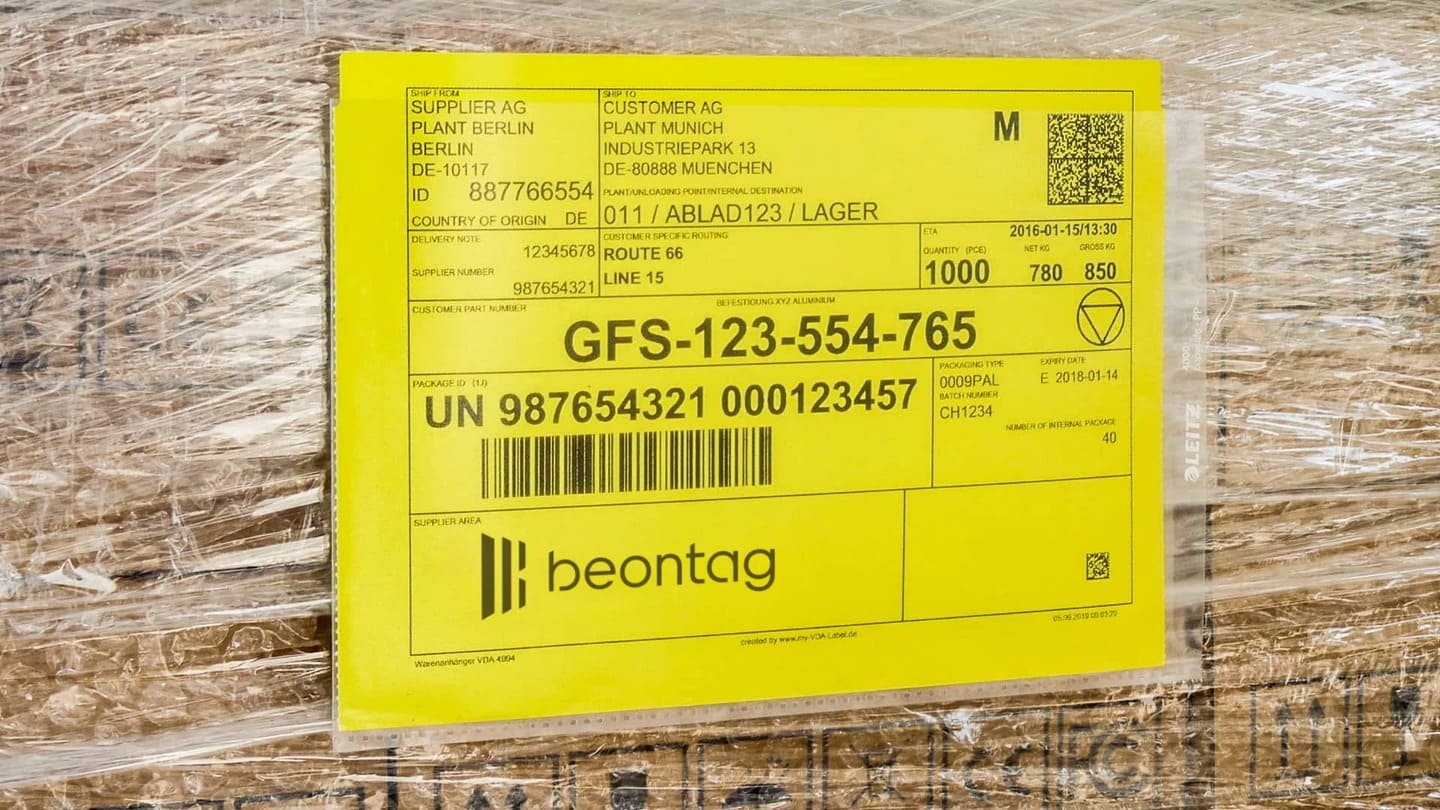 SHIP FROM
SUPPLIER AG
PLANT BERLIN
BERLIN
DE-10117
ID 887766554
COUNTRY OF ORIGIN DE
SHIP TO
CUSTOMER AG
PLANT MUNICH
INDUSTRIEPARK 13
DE-80888 MUENCHEN
PLANT/UNLOADING POINT/INTERNAL DESTINATION
011 / ABLAD123 / LAGER
M
DELIVERY NOTE
12345678
SUPPLIER NUMBER
987654321
CUSTOMER SPECIFIC ROUTING
ROUTE 66
LINE 15
ETA 2016-01-15/13:30
QUANTITY (PCE) NET KG GROSS KG
1000 780 850
CUSTOMER PART NUMBER
BEFESTIGUNG XYZ ALUMINIUM
GFS-123-554-765
PACKAGE ID (1J)
UN 987654321 000123457
PACKAGING TYPE
0009PAL
BATCH NUMBER
CH1234
EXPIRY DATE
E 2018-01-14
NUMBER OF INTERNAL PACKAGE
40
SUPPLIER AREA
beontag
Warenanhänger VDA 4994
created by www.my-VDA-Label.de
LEITZ